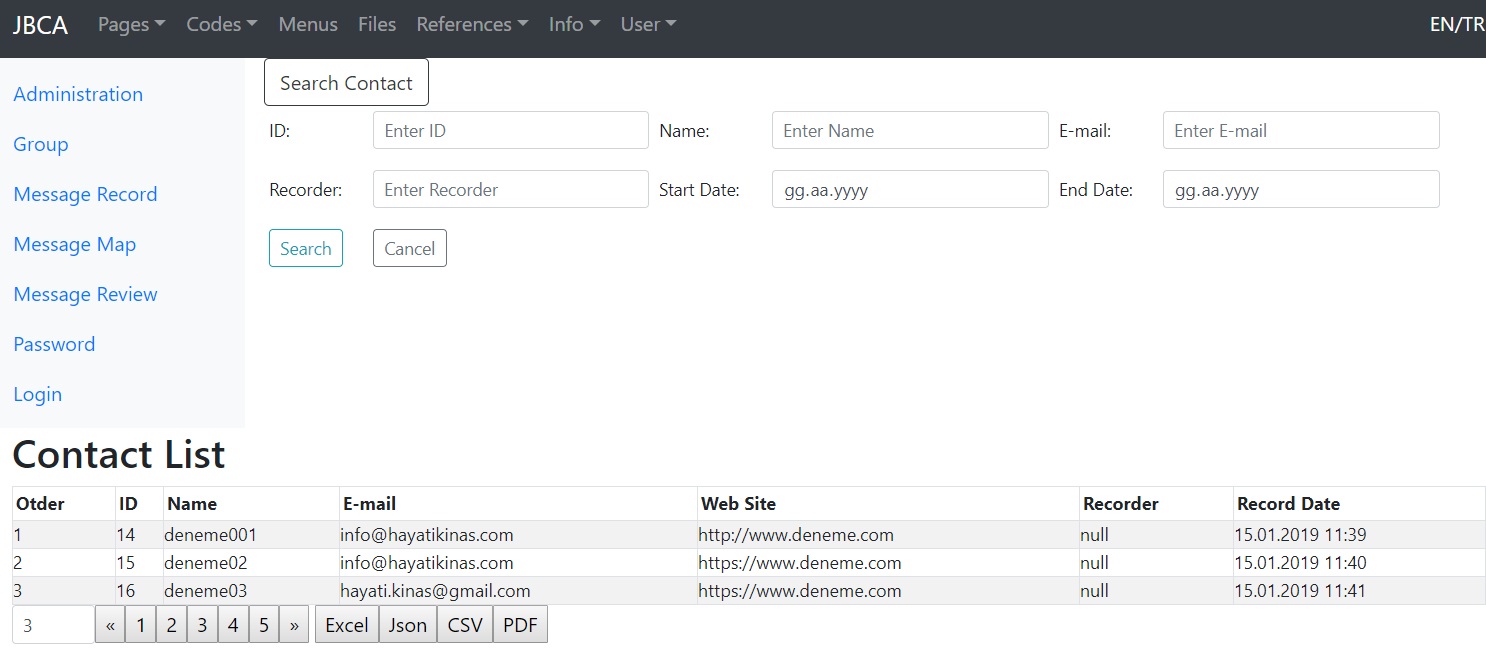 JBCA Pages Codes Menus Files References Info User EN/TR
Administration
Group
Message Record
Message Map
Message Review
Password
Login
Search Contact
ID: Enter ID Name: Enter Name E-mail: Enter E-mail
Recorder: Enter Recorder Start Date: gg.aa.yyyy End Date: gg.aa.yyyy
Search Cancel
Contact List
Otder ID Name E-mail Web Site Recorder Record Date
1 14 deneme001 info@hayatikinas.com http://www.deneme.com null 15.01.2019 11:39
2 15 deneme02 info@hayatikinas.com https://www.deneme.com null 15.01.2019 11:40
3 16 deneme03 hayati.kinas@gmail.com https://www.deneme.com null 15.01.2019 11:41
3 « 1 2 3 4 5 » Excel Json CSV PDF